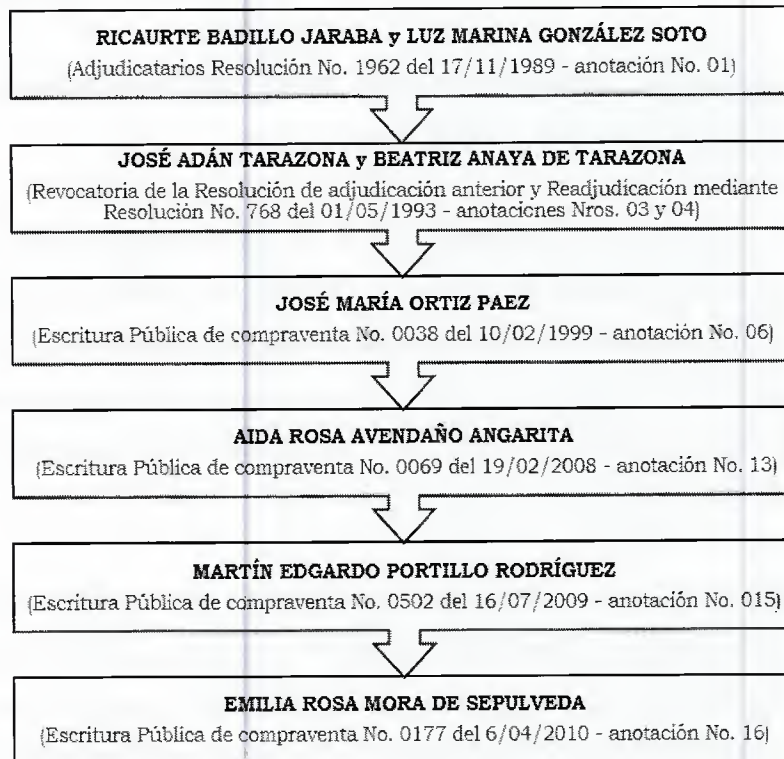 RICAURTE BADILLO JARABA y LUZ MARINA GONZÁLEZ SOTO
(Adjudicatarios Resolución No. 1962 del 17/11/1989 - anotación No. 01)
JOSÉ ADÁN TARAZONA y BEATRIZ ANAYA DE TARAZONA
(Revocatoria de la Resolución de adjudicación anterior y Readjudicación mediante
Resolución No. 768 del 01/05/1993 - anotaciones Nros. 03 y 04)
JOSÉ MARÍA ORTIZ PAEZ
(Escritura Pública de compraventa No. 0038 del 10/02/1999 - anotación No. 06)
AIDA ROSA AVENDAÑO ANGARITA
(Escritura Pública de compraventa No. 0069 del 19/02/2008 - anotación No. 13)
MARTÍN EDGARDO PORTILLO RODRÍGUEZ
(Escritura Pública de compraventa No. 0502 del 16/07/2009 - anotación No. 015)
EMILIA ROSA MORA DE SEPULVEDA
(Escritura Pública de compraventa No. 0177 del 6/04/2010 - anotación No. 16)